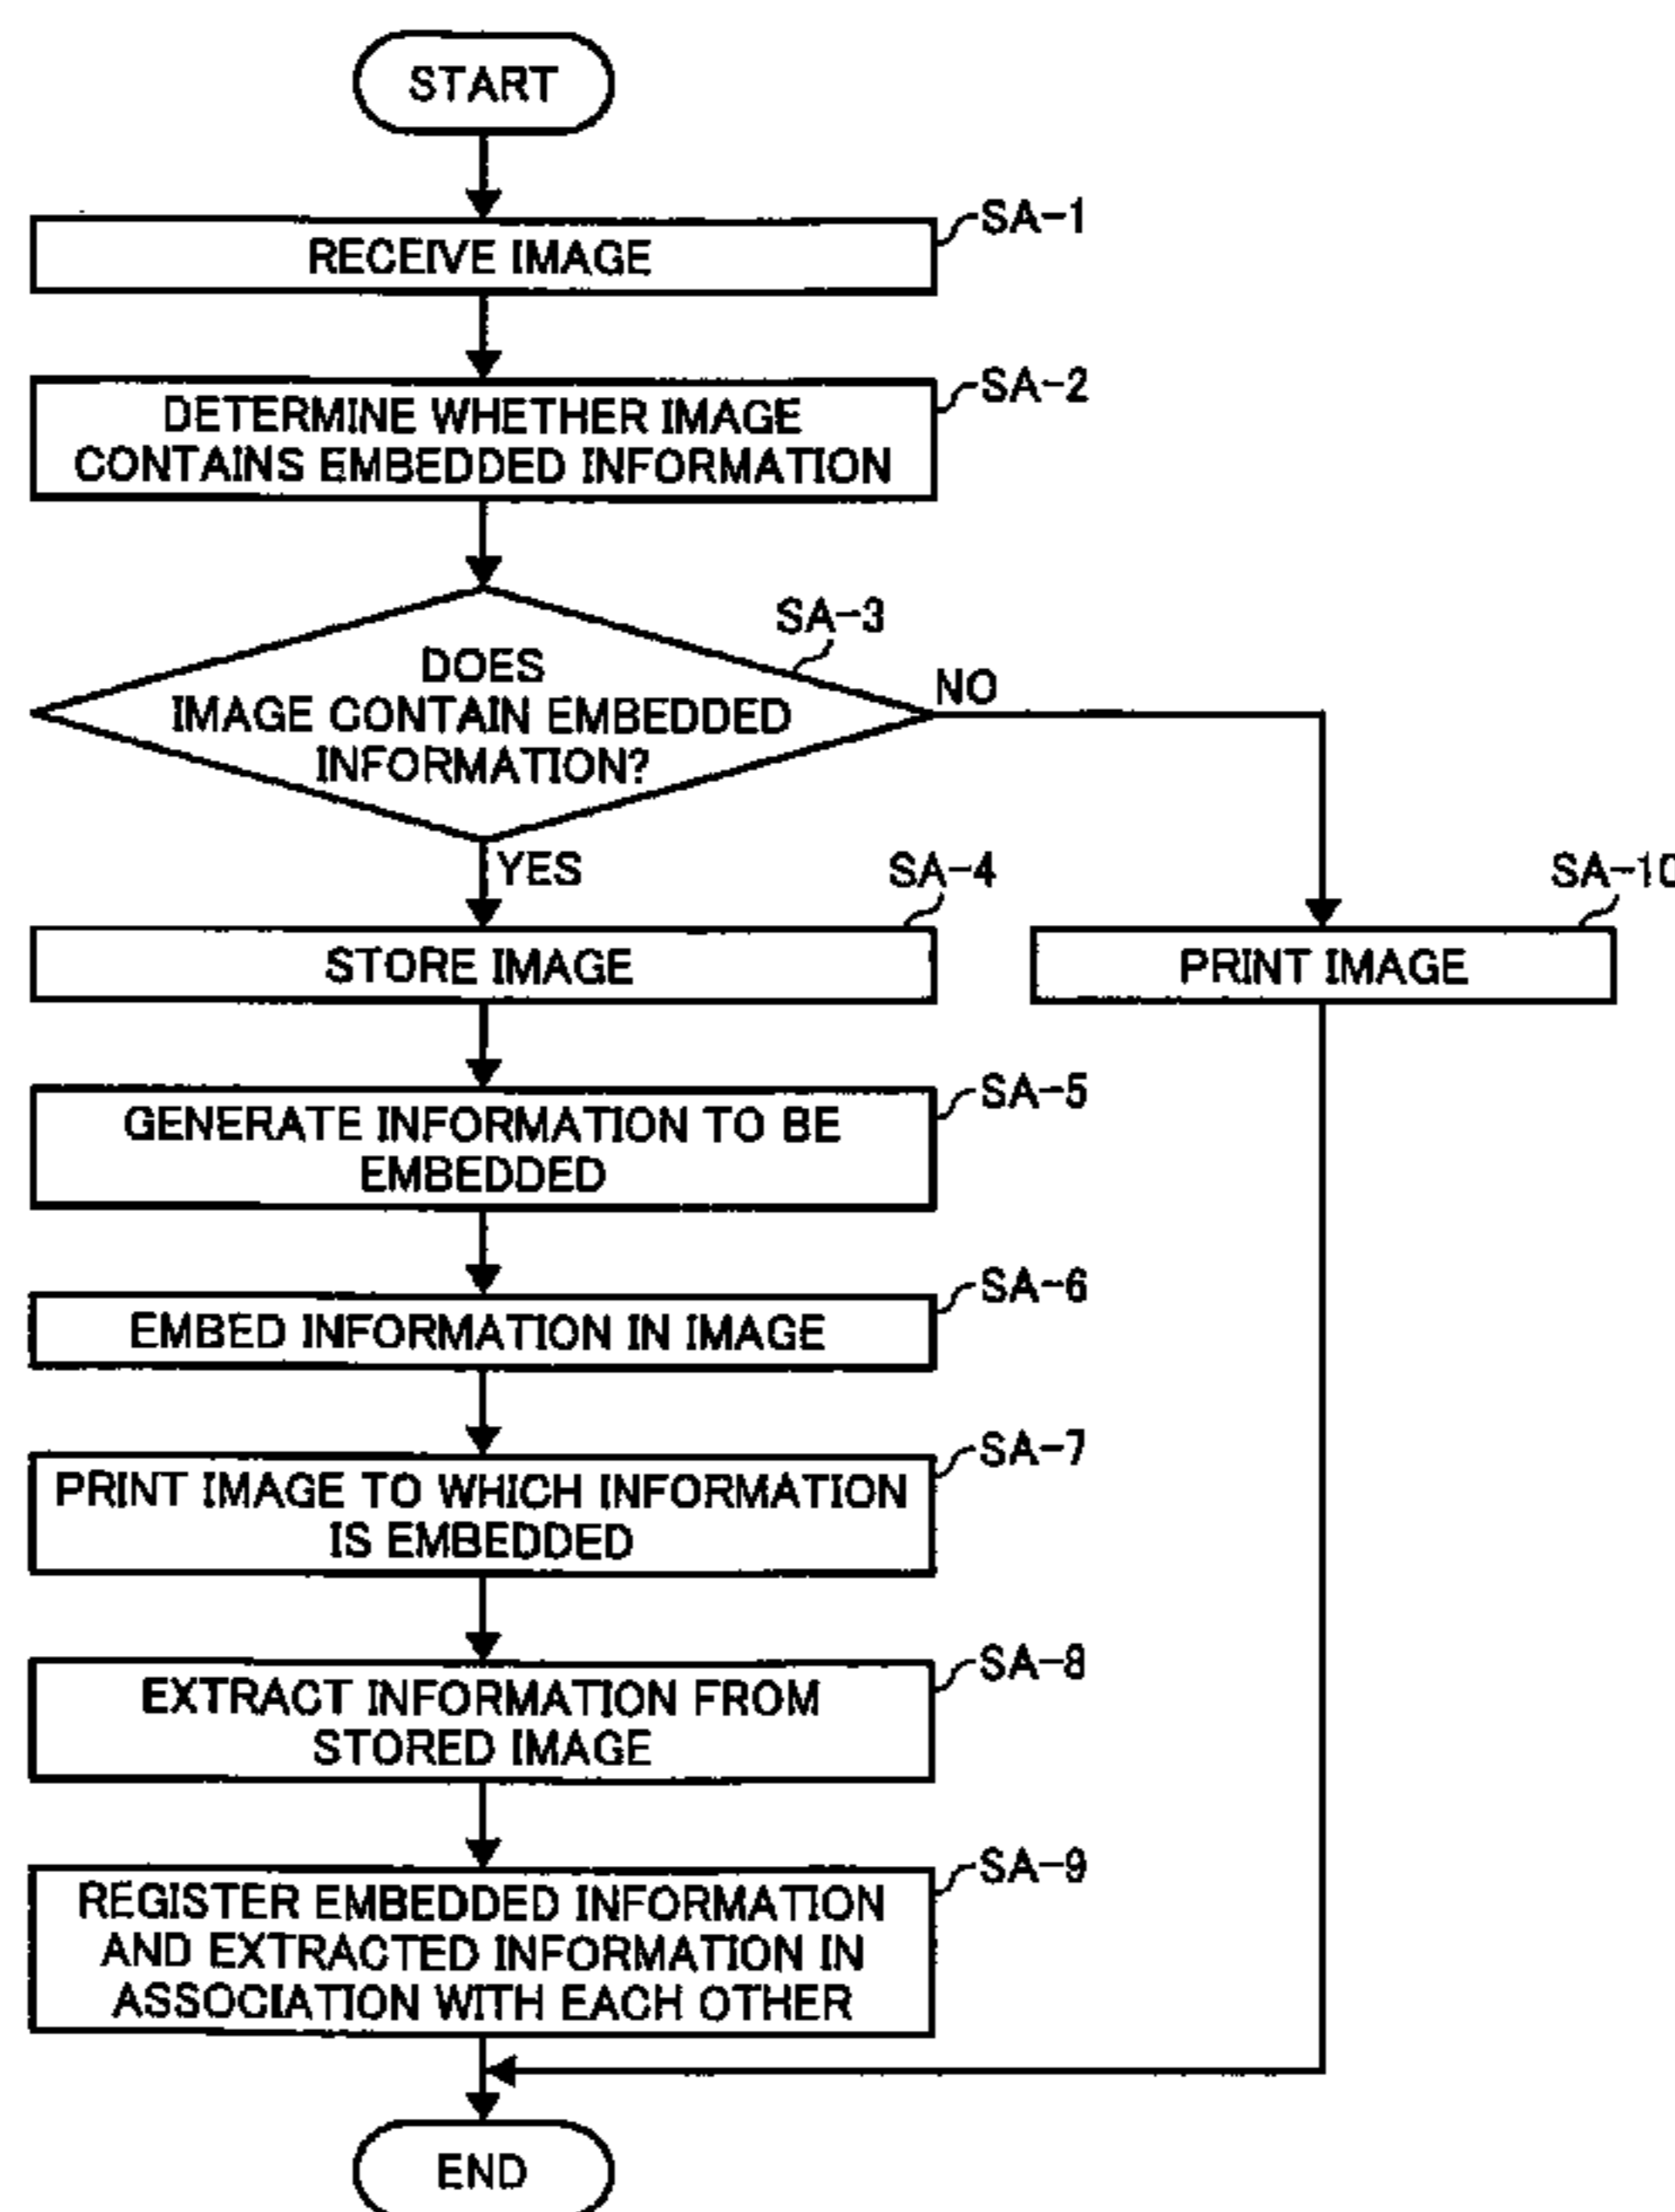 START
SA-1
RECEIVE IMAGE
SA-2
DETERMINE WHETHER IMAGE
CONTAINS EMBEDDED INFORMATION
SA-3
DOES
IMAGE CONTAIN EMBEDDED
INFORMATION?
NO
YES
SA-4
STORE IMAGE
SA-10
PRINT IMAGE
SA-5
GENERATE INFORMATION TO BE
EMBEDDED
SA-6
EMBED INFORMATION IN IMAGE
SA-7
PRINT IMAGE TO WHICH INFORMATION
IS EMBEDDED
SA-8
EXTRACT INFORMATION FROM
STORED IMAGE
SA-9
REGISTER EMBEDDED INFORMATION
AND EXTRACTED INFORMATION IN
ASSOCIATION WITH EACH OTHER
END